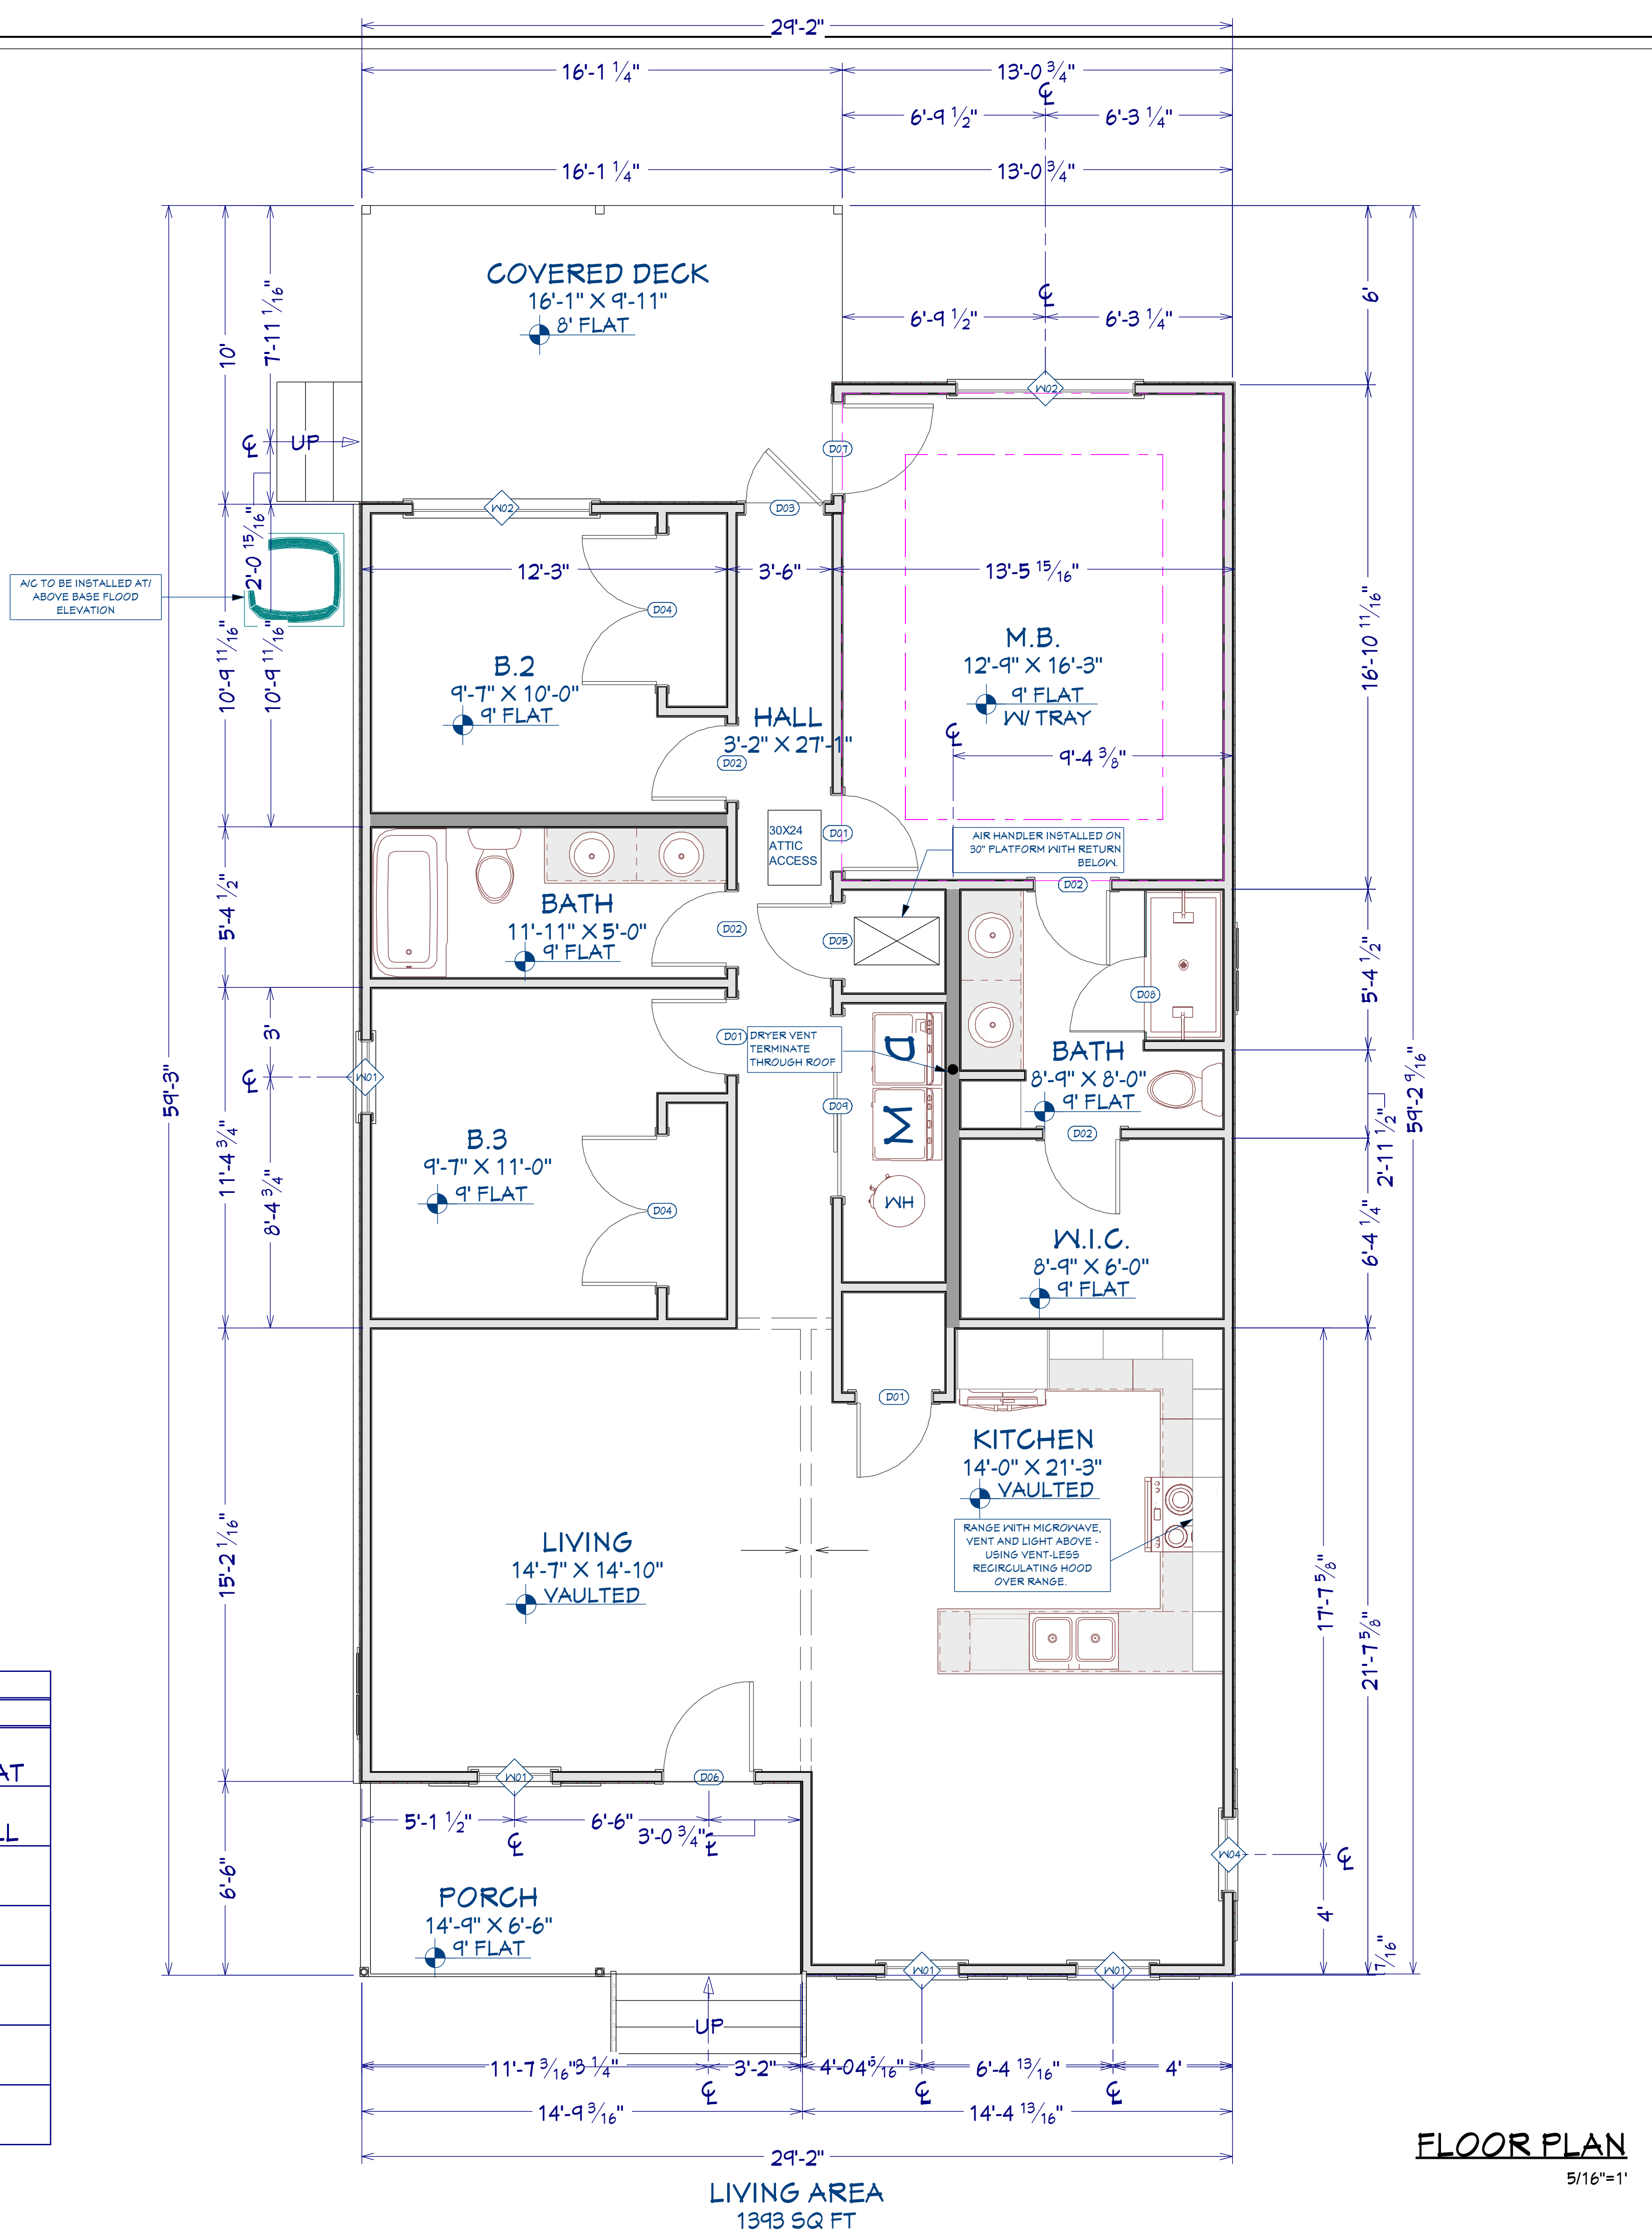 29'-2"
16'-1 1/4"
13'-0 3/4"
℄
6'-9 1/2"
6'-3 1/4"
16'-1 1/4"
13'-0 3/4"
COVERED DECK
16'-1" X 9'-11"
8' FLAT
℄
6'-9 1/2"
6'-3 1/4"
6'
10'
7'-11 1/16"
℄
UP
W02
D07
W02
D03
2'-0 15/16"
A/C TO BE INSTALLED AT/
ABOVE BASE FLOOD
ELEVATION
12'-3"
3'-6"
13'-5 15/16"
D04
10'-9 11/16"
10'-9 11/16"
16'-10 11/16"
B.2
9'-7" X 10'-0"
9' FLAT
M.B.
12'-9" X 16'-3"
9' FLAT
W/ TRAY
HALL
3'-2" X 27'-1"
℄
9'-4 3/8"
D02
30X24
ATTIC
ACCESS
D01
AIR HANDLER INSTALLED ON
30" PLATFORM WITH RETURN
BELOW.
D02
5'-4 1/2"
BATH
11'-11" X 5'-0"
9' FLAT
D02
D05
5'-4 1/2"
D08
3'
℄
W01
D01
DRYER VENT
TERMINATE
THROUGH ROOF
D
BATH
8'-9" X 8'-0"
9' FLAT
59'-3"
59'-2 9/16"
D09
W
D02
2'-11 1/2"
11'-4 3/4"
8'-4 3/4"
B.3
9'-7" X 11'-0"
9' FLAT
D04
WH
W.I.C.
8'-9" X 6'-0"
9' FLAT
6'-4 1/4"
D01
KITCHEN
14'-0" X 21'-3"
VAULTED
15'-2 1/16"
LIVING
14'-7" X 14'-10"
VAULTED
RANGE WITH MICROWAVE,
VENT AND LIGHT ABOVE -
USING VENT-LESS
RECIRCULATING HOOD
OVER RANGE.
17'-7 5/8"
21'-7 5/8"
AT
LL
W01
D06
5'-1 1/2"
6'-6"
3'-0 3/4"
℄
℄
W04
℄
6'-6"
PORCH
14'-9" X 6'-6"
9' FLAT
4'
7/16"
W01
W01
UP
11'-7 3/16"
3'-2"
6'-4 13/16"
4'
℄
℄
℄
14'-9 3/16"
14'-4 13/16"
29'-2"
LIVING AREA
1393 SQ FT
FLOOR PLAN
5/16"=1'